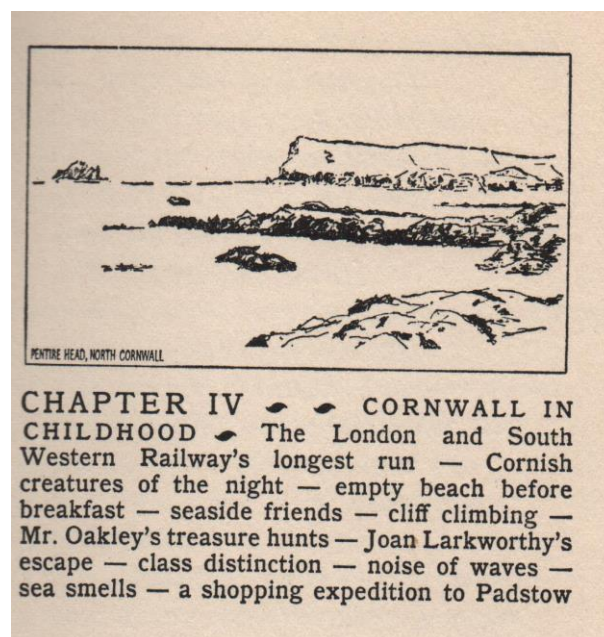 PENTIRE HEAD, NORTH CORNWALL
CHAPTER IV CORNWALL IN
CHILDHOOD The London and South
Western Railway's longest run — Cornish
creatures of the night — empty beach before
breakfast — seaside friends — cliff climbing —
Mr. Oakley's treasure hunts — Joan Larkworthy's
escape — class distinction — noise of waves —
sea smells — a shopping expedition to Padstow